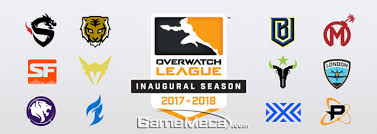 OVERWATCH
LEAGUE
INAUGURAL SEASON
2017 - 2018
SF
B
M
LONDON
P
GameMeca.com